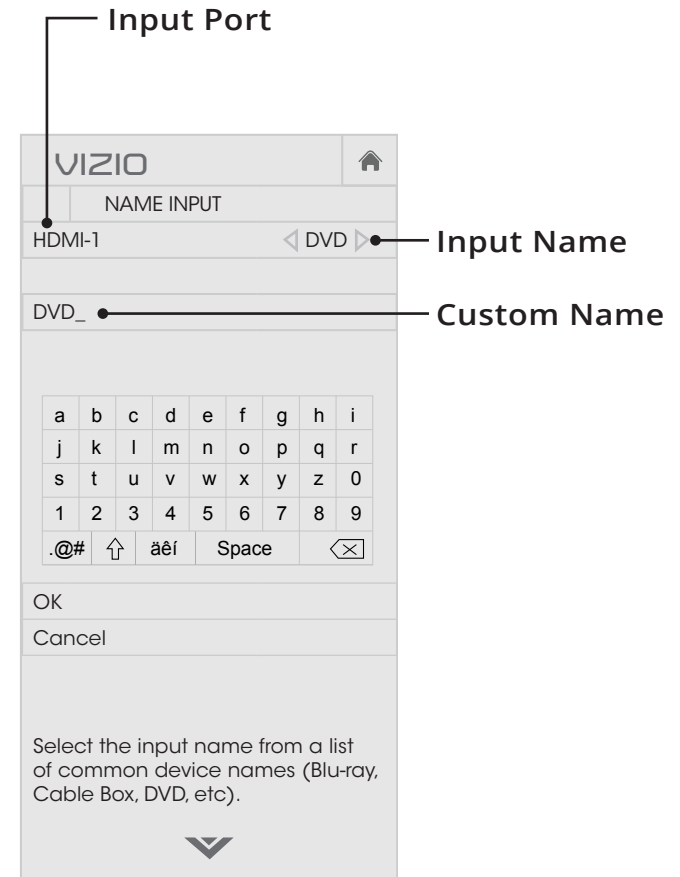 Input Port
VIZIO
NAME INPUT
HDMI-1 DVD Input Name
DVD_ Custom Name
a b c d e f g h i
j k l m n o p q r
s t u v w x y z 0
1 2 3 4 5 6 7 8 9
.@# äêí Space
OK
Cancel
Select the input name from a list
of common device names (Blu-ray,
Cable Box, DVD, etc).